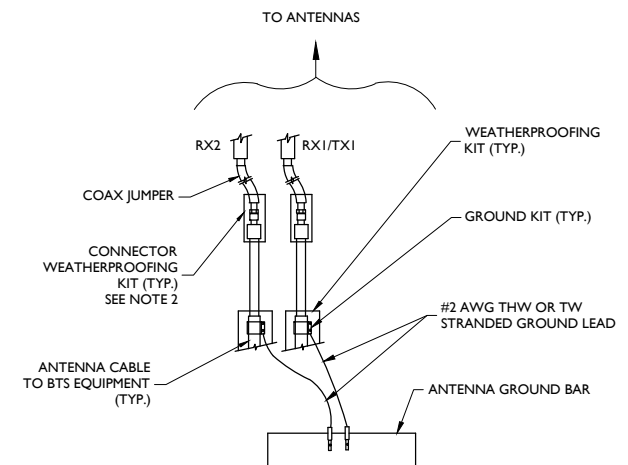 TO ANTENNAS
RX2
RX1/TX1
WEATHERPROOFING
KIT (TYP.)
COAX JUMPER
GROUND KIT (TYP.)
CONNECTOR
WEATHERPROOFING
KIT (TYP.)
SEE NOTE 2
#2 AWG THW OR TW
STRANDED GROUND LEAD
ANTENNA CABLE
TO BTS EQUIPMENT
(TYP.)
ANTENNA GROUND BAR